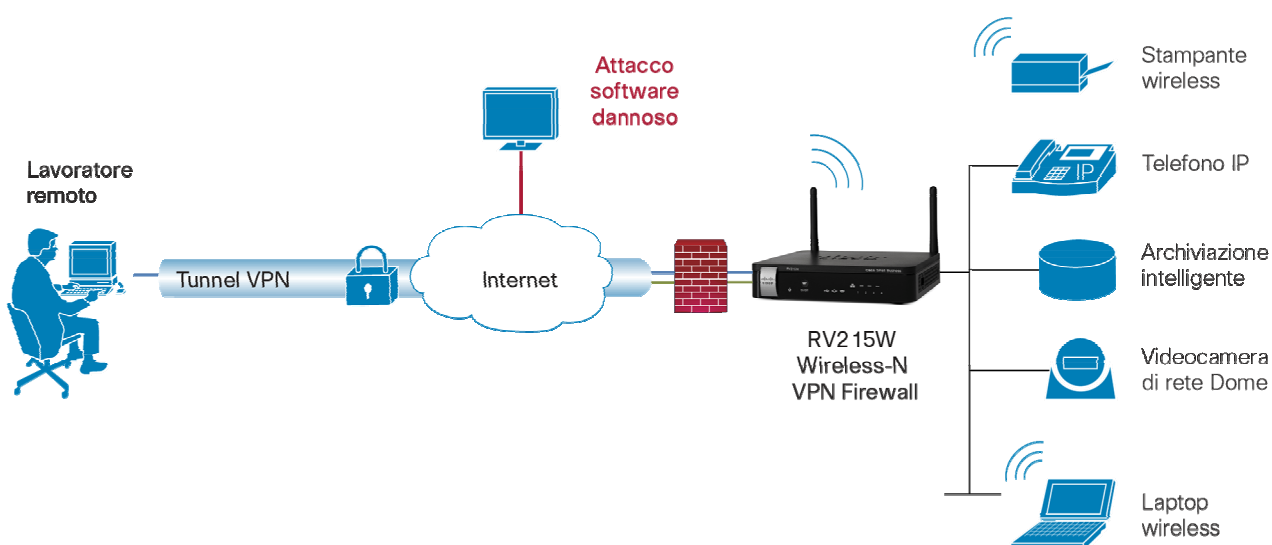 Attacco
software
dannoso
Stampante
wireless
Lavoratore
remoto
Telefono IP
IP
Tunnel VPN
Internet
Archiviazione
intelligente
RV215W
Wireless-N
VPN Firewall
Videocamera
di rete Dome
Laptop
wireless